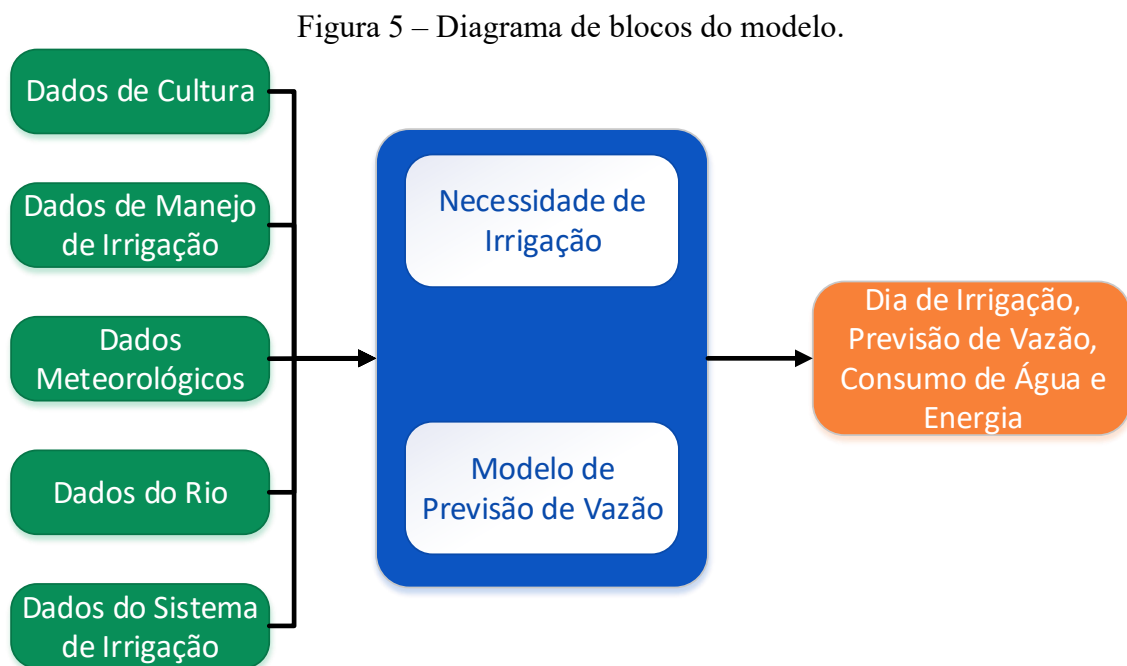 Figura 5 – Diagrama de blocos do modelo.
Dados de Cultura
Dados de Manejo
de Irrigação
Dados
Meteorológicos
Dados do Rio
Dados do Sistema
de Irrigação
Necessidade de
Irrigação
Modelo de
Previsão de Vazão
Dia de Irrigação,
Previsão de Vazão,
Consumo de Água e
Energia